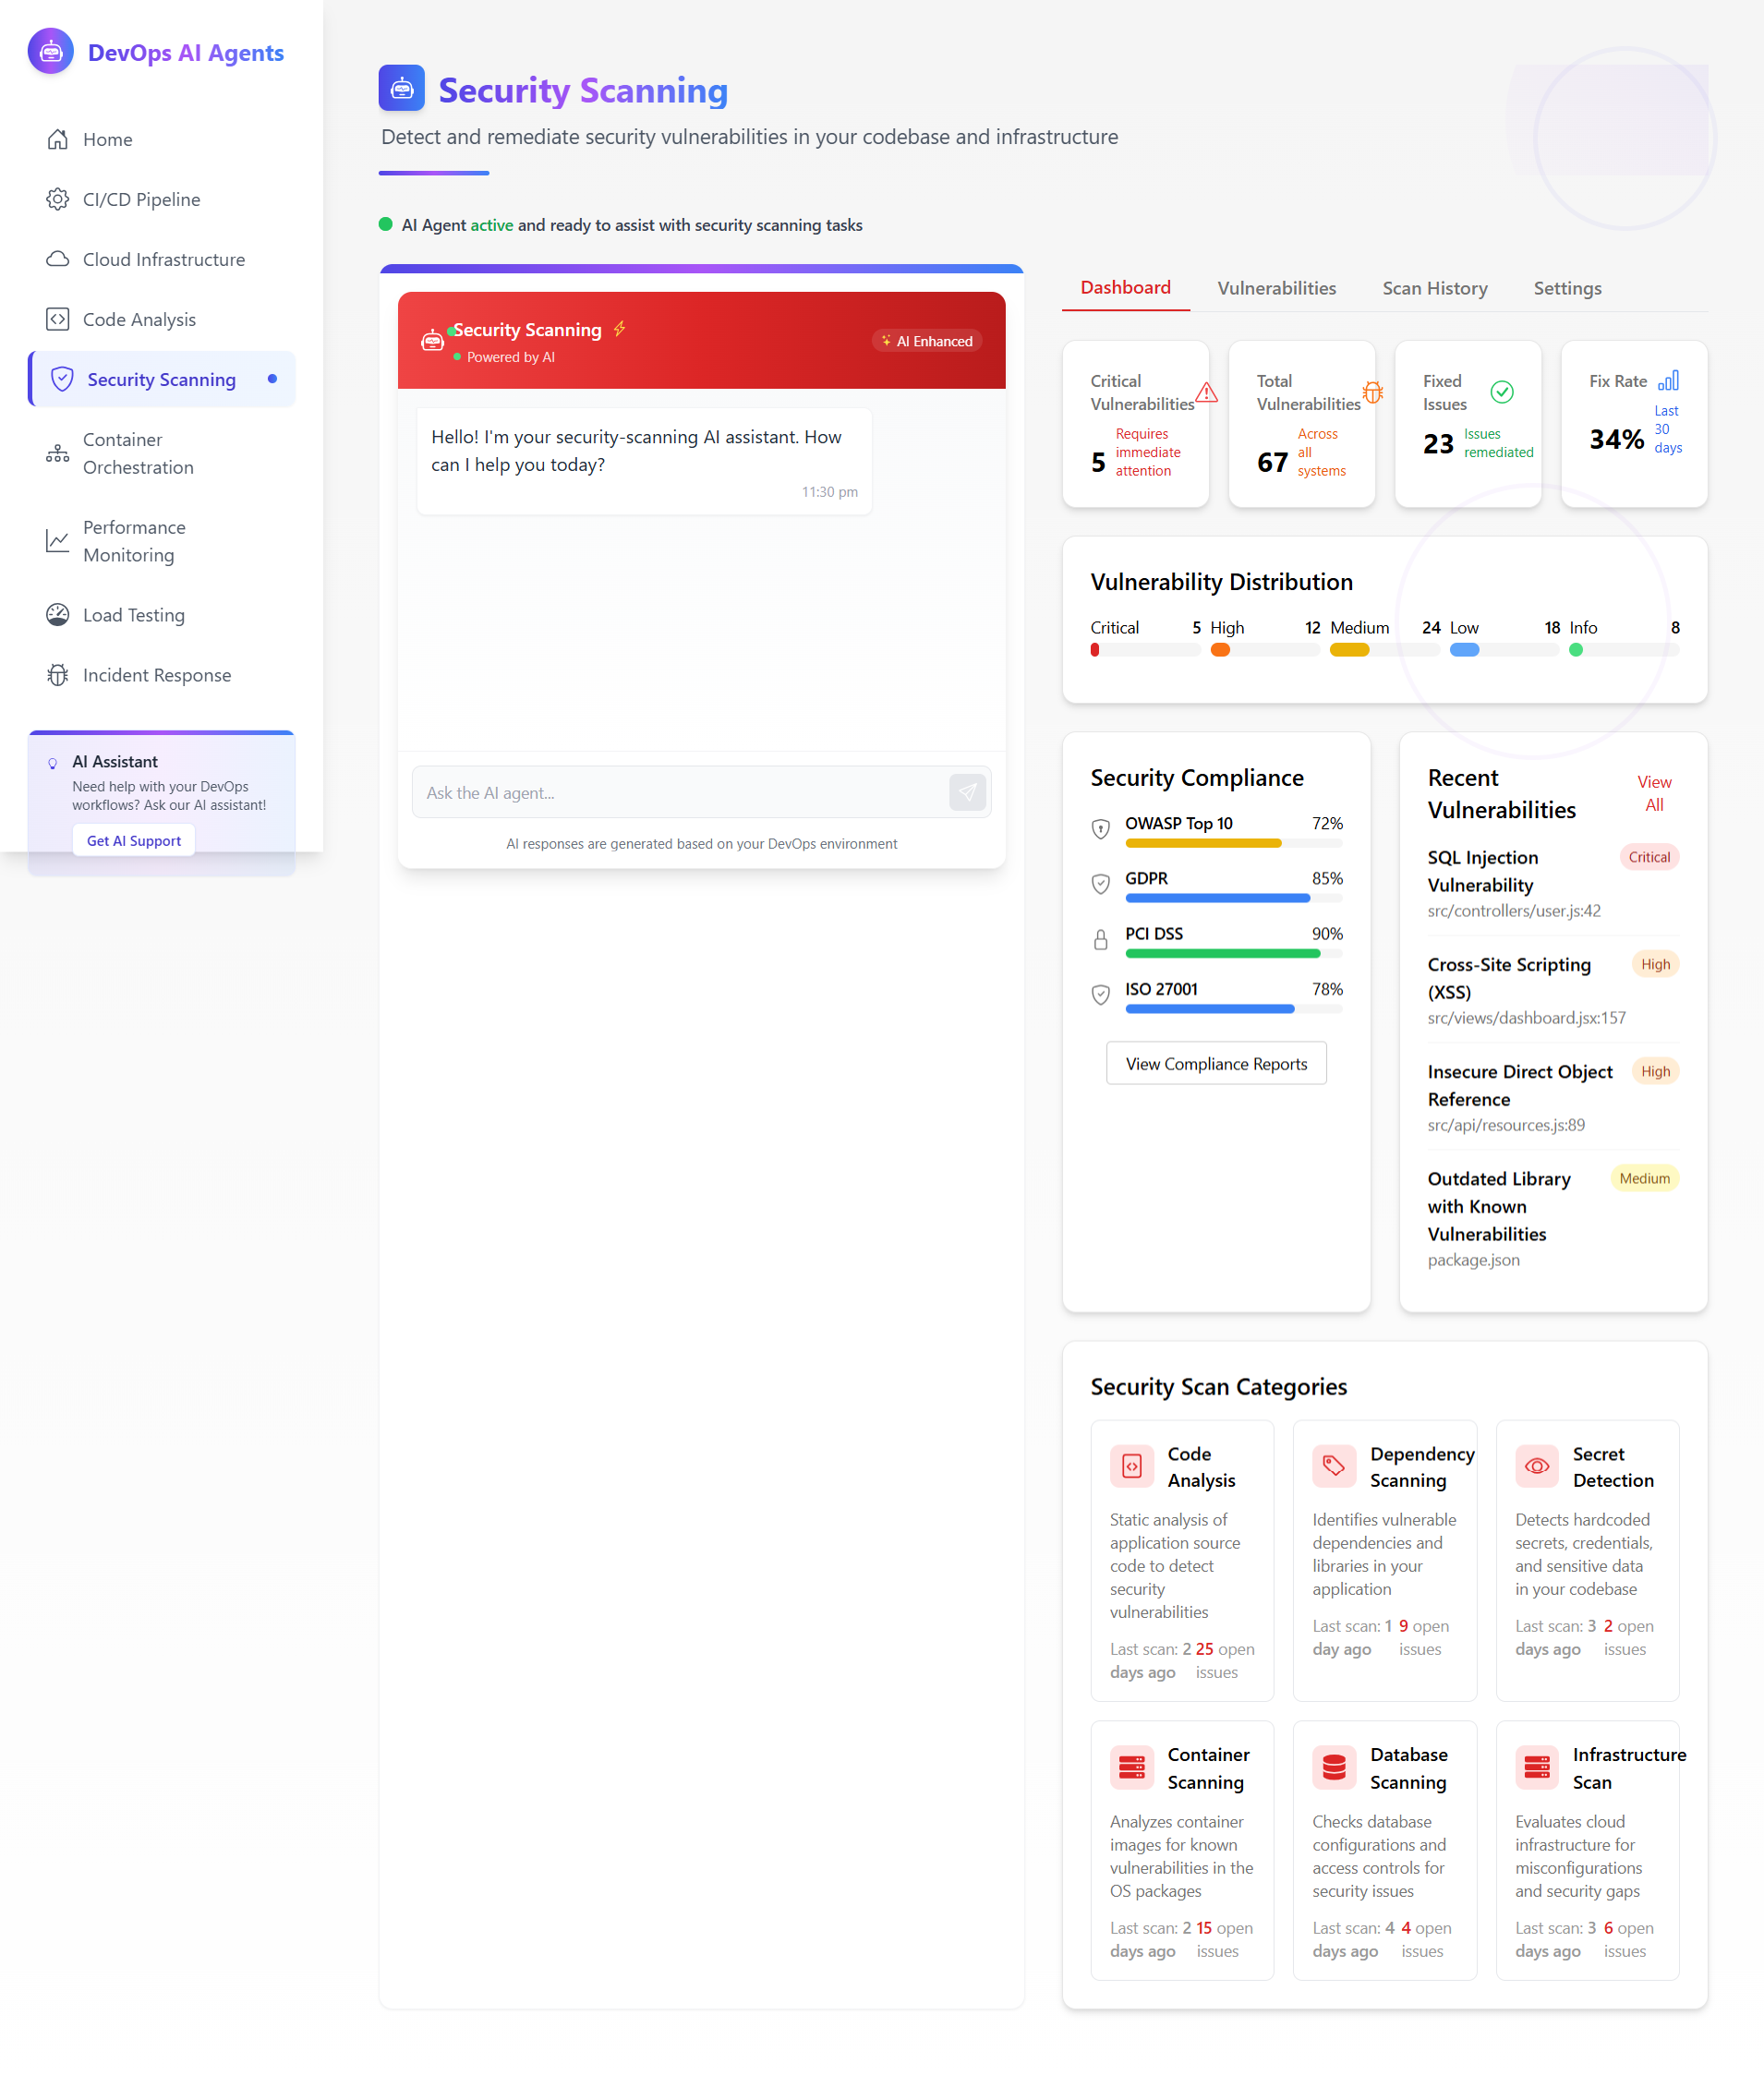 DevOps AI Agents
Home
CI/CD Pipeline
Cloud Infrastructure
Code Analysis
Security Scanning
Container
Orchestration
Performance
Monitoring
Load Testing
Incident Response
AI Assistant
Need help with your DevOps
workflows? Ask our AI assistant!
Get AI Support
Security Scanning
Detect and remediate security vulnerabilities in your codebase and infrastructure
AI Agent active and ready to assist with security scanning tasks
Security Scanning
Powered by AI
AI Enhanced
Hello! I'm your security-scanning AI assistant. How
can I help you today?
11:30 pm
Ask the AI agent...
AI responses are generated based on your DevOps environment
Dashboard
Vulnerabilities
Scan History
Settings
Critical
Vulnerabilities
5
Requires
immediate
attention
Total
Vulnerabilities
67
Across
all
systems
Fixed
Issues
23
Issues
remediated
Fix Rate
34%
Last
30
days
Vulnerability Distribution
Critical 5
High 12
Medium 24
Low 18
Info 8
Security Compliance
OWASP Top 10 72%
GDPR 85%
PCI DSS 90%
ISO 27001 78%
View Compliance Reports
Recent
Vulnerabilities
View
All
SQL Injection
Vulnerability
Critical
src/controllers/user.js:42
Cross-Site Scripting
(XSS)
High
src/views/dashboard.jsx:157
Insecure Direct Object
Reference
High
src/api/resources.js:89
Outdated Library
with Known
Vulnerabilities
Medium
package.json
Security Scan Categories
Code
Analysis
Static analysis of
application source
code to detect
security
vulnerabilities
Last scan: 2
days ago
25 open
issues
Dependency
Scanning
Identifies vulnerable
dependencies and
libraries in your
application
Last scan: 1
day ago
9 open
issues
Secret
Detection
Detects hardcoded
secrets, credentials,
and sensitive data
in your codebase
Last scan: 3
days ago
2 open
issues
Container
Scanning
Analyzes container
images for known
vulnerabilities in the
OS packages
Last scan: 2
days ago
15 open
issues
Database
Scanning
Checks database
configurations and
access controls for
security issues
Last scan: 4
days ago
4 open
issues
Infrastructure
Scan
Evaluates cloud
infrastructure for
misconfigurations
and security gaps
Last scan: 3
days ago
6 open
issues